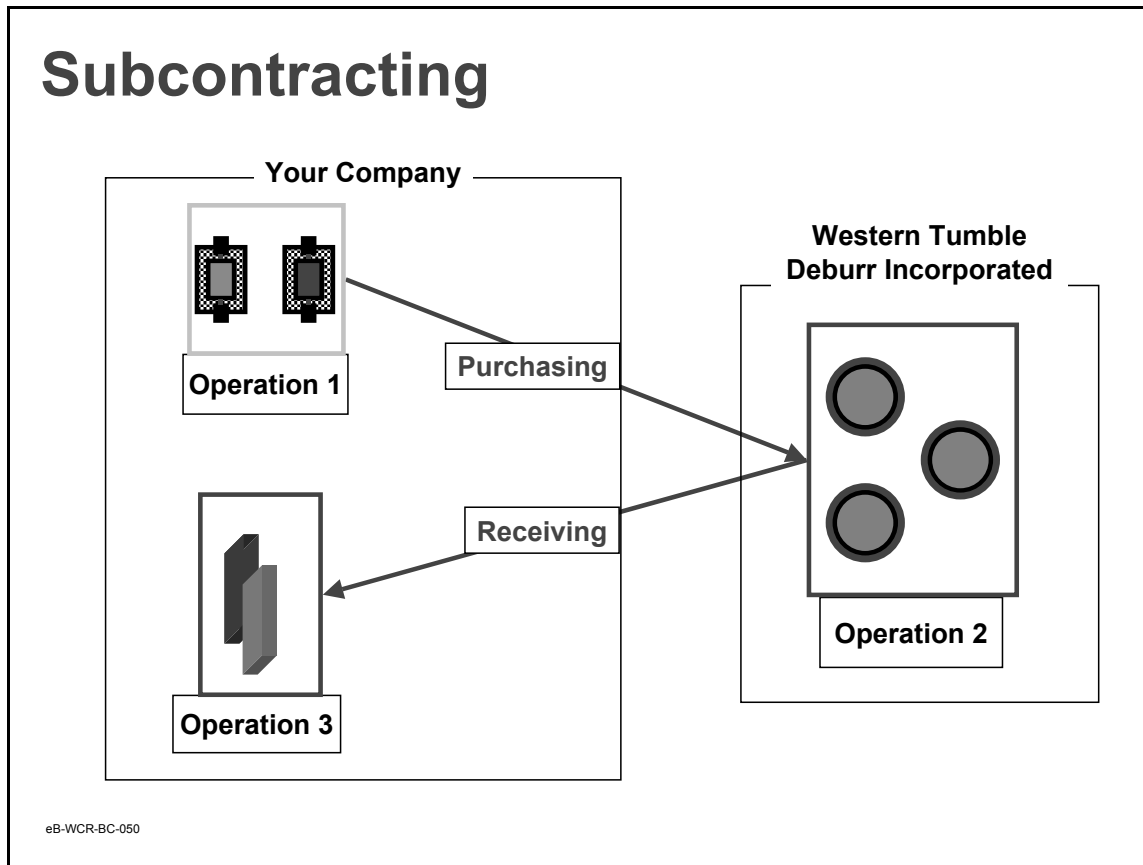 Subcontracting
Your Company
Western Tumble
Deburr Incorporated
Operation 1
Purchasing
Receiving
Operation 2
Operation 3
eB-WCR-BC-050